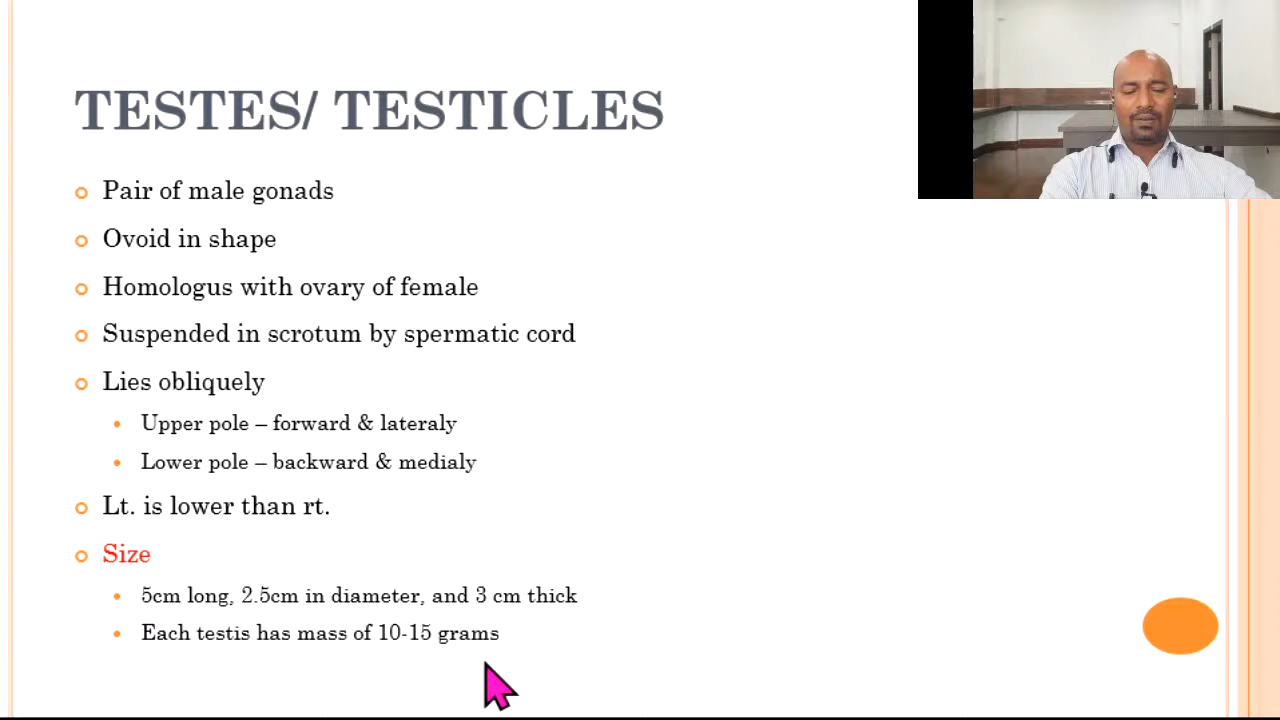 TESTES/ TESTICLES
Pair of male gonads
Ovoid in shape
Homologus with ovary of female
Suspended in scrotum by spermatic cord
Lies obliquely
Upper pole – forward & lateraly
Lower pole – backward & medialy
Lt. is lower than rt.
Size
5cm long, 2.5cm in diameter, and 3 cm thick
Each testis has mass of 10-15 grams